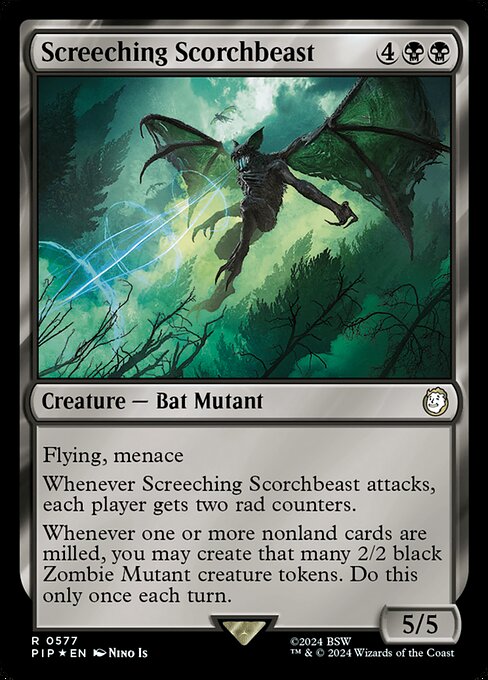 Screeching Scorchbeast 4
Creature — Bat Mutant
Flying, menace
Whenever Screeching Scorchbeast attacks,
each player gets two rad counters.
Whenever one or more nonland cards are
milled, you may create that many 2/2 black
Zombie Mutant creature tokens. Do this
only once each turn.
5/5
R 0577
PIP ★ EN Nino Is
©2024 BSW
™ & © 2024 Wizards of the Coast